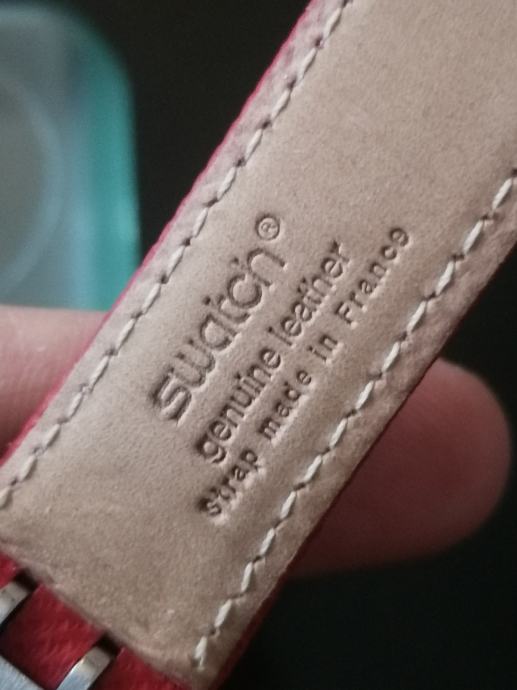 swatch®
genuine leather
strap made in France